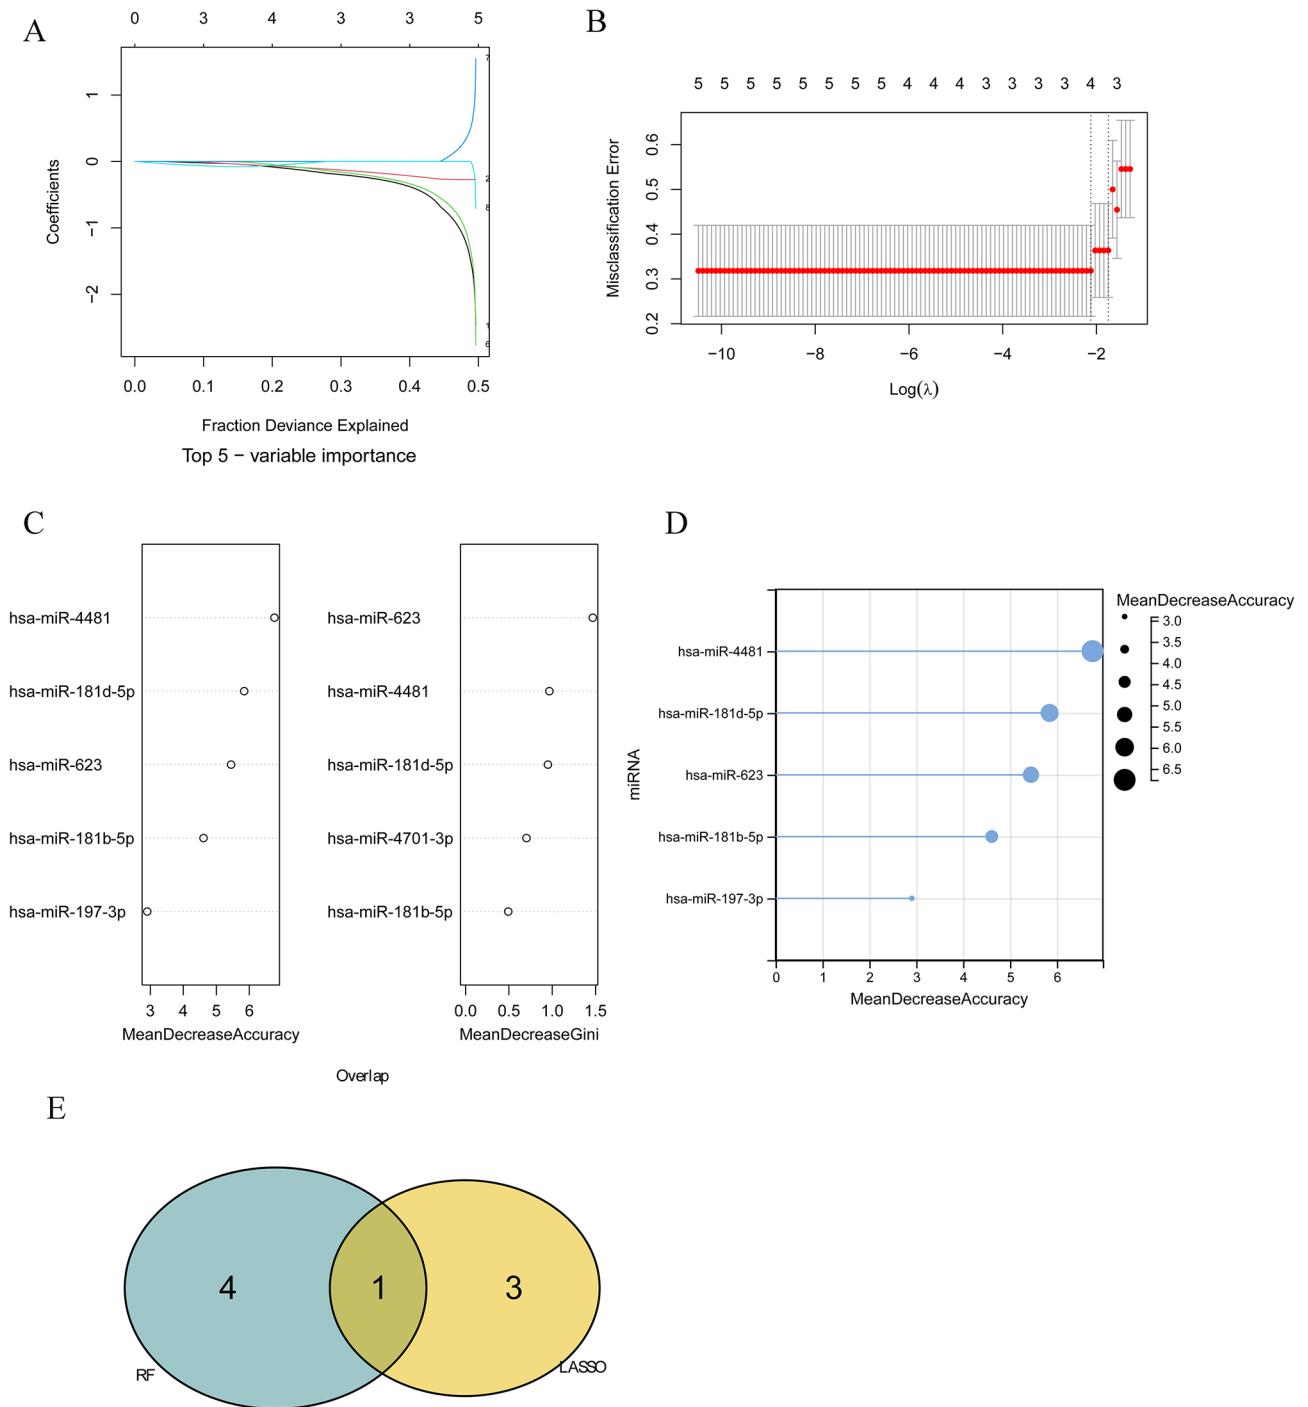 A
0 3 4 3 3 5
1
0
−1
−2
Coefficients
7
2
8
1
6
0.0 0.1 0.2 0.3 0.4 0.5
Fraction Deviance Explained
B
5 5 5 5 5 5 5 5 4 4 4 3 3 3 3 4 3
0.6
0.5
0.4
0.3
0.2
Misclassification Error
−10 −8 −6 −4 −2
Log(λ)
Top 5 − variable importance
C
hsa-miR-4481
hsa-miR-181d-5p
hsa-miR-623
hsa-miR-181b-5p
hsa-miR-197-3p
3 4 5 6
MeanDecreaseAccuracy
hsa-miR-623
hsa-miR-4481
hsa-miR-181d-5p
hsa-miR-4701-3p
hsa-miR-181b-5p
0.0 0.5 1.0 1.5
MeanDecreaseGini
D
miRNA
hsa-miR-4481
hsa-miR-181d-5p
hsa-miR-623
hsa-miR-181b-5p
hsa-miR-197-3p
0 1 2 3 4 5 6
MeanDecreaseAccuracy
MeanDecreaseAccuracy
3.0
3.5
4.0
4.5
5.0
5.5
6.0
6.5
Overlap
E
4 1 3
RF
LASSO